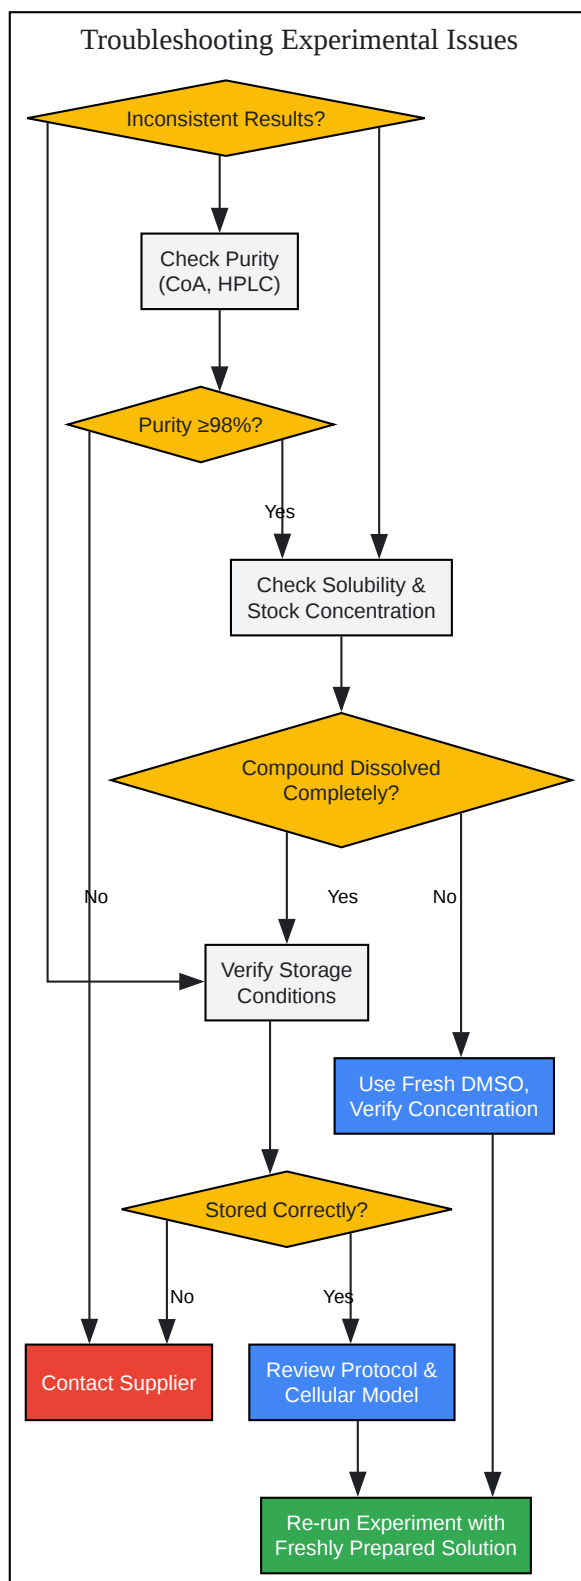 Troubleshooting Experimental Issues
Inconsistent Results?
Check Purity
(CoA, HPLC)
Purity ≥98%?
Yes
Check Solubility &
Stock Concentration
Compound Dissolved
Completely?
No
Yes
No
Verify Storage
Conditions
Use Fresh DMSO,
Verify Concentration
Stored Correctly?
No
Yes
Contact Supplier
Review Protocol &
Cellular Model
Re-run Experiment with
Freshly Prepared Solution